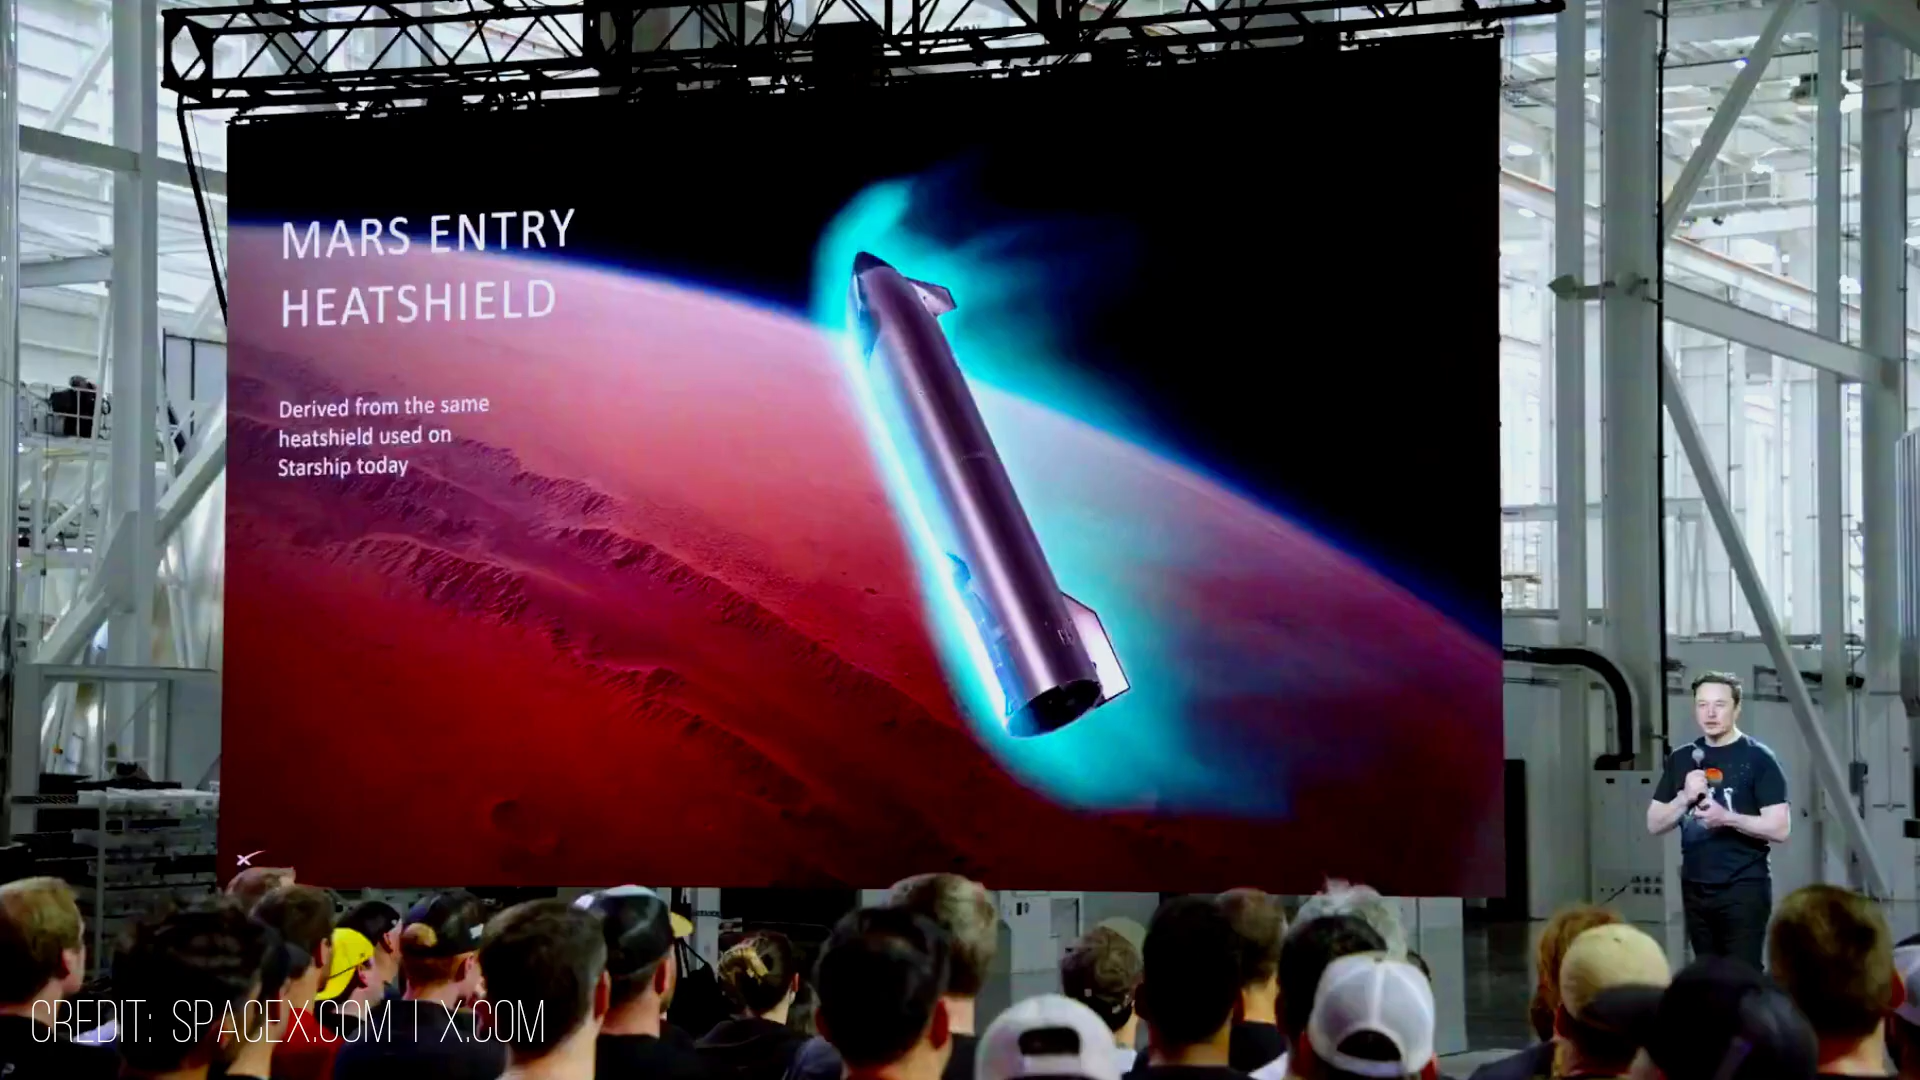 MARS ENTRY
HEATSHIELD
Derived from the same
heatshield used on
Starship today
CREDIT: SPACEX.COM | X.COM